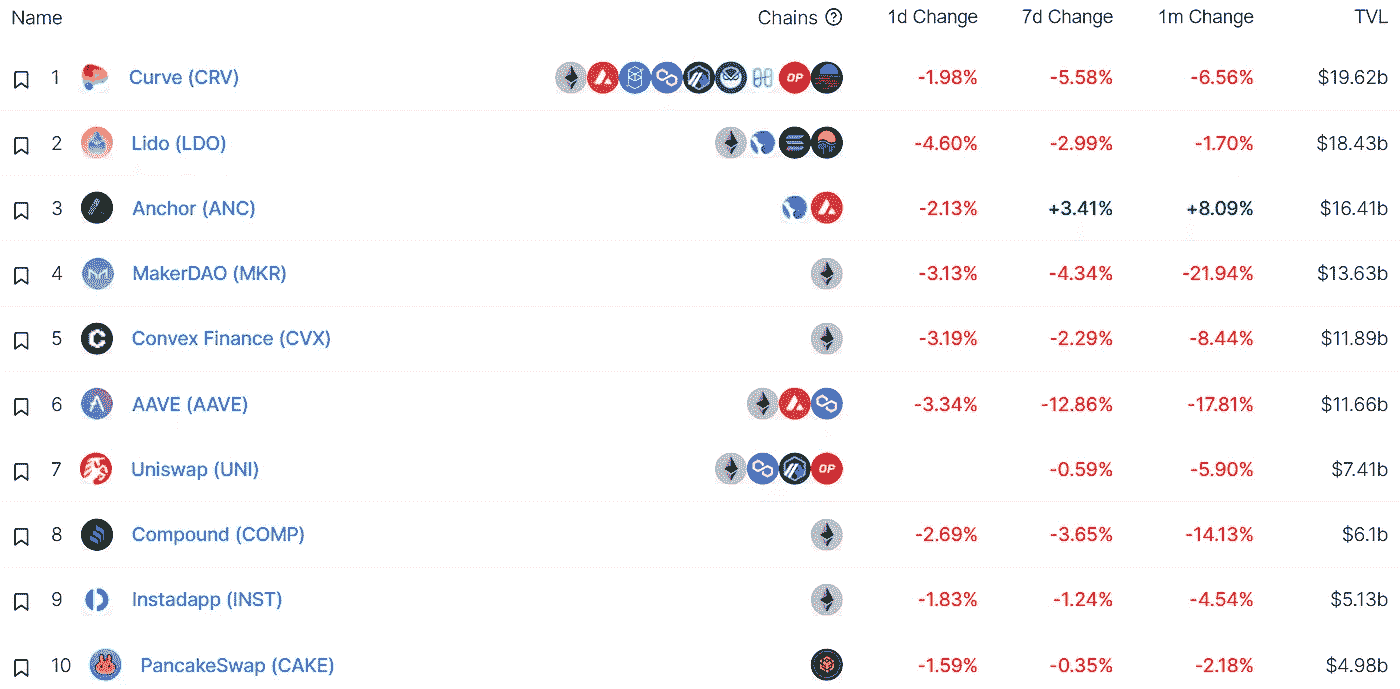 Name Chains ? 1d Change 7d Change 1m Change TVL
1 Curve (CRV) OP -1.98% -5.58% -6.56% $19.62b
2 Lido (LDO) -4.60% -2.99% -1.70% $18.43b
3 Anchor (ANC) -2.13% +3.41% +8.09% $16.41b
4 MakerDAO (MKR) -3.13% -4.34% -21.94% $13.63b
5 Convex Finance (CVX) -3.19% -2.29% -8.44% $11.89b
6 AAVE (AAVE) -3.34% -12.86% -17.81% $11.66b
7 Uniswap (UNI) OP -0.59% -5.90% $7.41b
8 Compound (COMP) -2.69% -3.65% -14.13% $6.1b
9 Instadapp (INST) -1.83% -1.24% -4.54% $5.13b
10 PancakeSwap (CAKE) -1.59% -0.35% -2.18% $4.98b